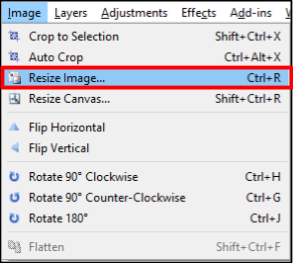 Image Layers Adjustments Effects Add-ins
Crop to Selection Shift+Ctrl+X
Auto Crop Ctrl+Alt+X
Resize Image... Ctrl+R
Resize Canvas... Shift+Ctrl+R
Flip Horizontal
Flip Vertical
Rotate 90° Clockwise Ctrl+H
Rotate 90° Counter-Clockwise Ctrl+G
Rotate 180° Ctrl+J
Flatten Shift+Ctrl+F